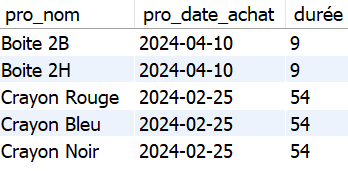 pro_nom pro_date_achat durée
Boite 2B 2024-04-10 9
Boite 2H 2024-04-10 9
Crayon Rouge 2024-02-25 54
Crayon Bleu 2024-02-25 54
Crayon Noir 2024-02-25 54